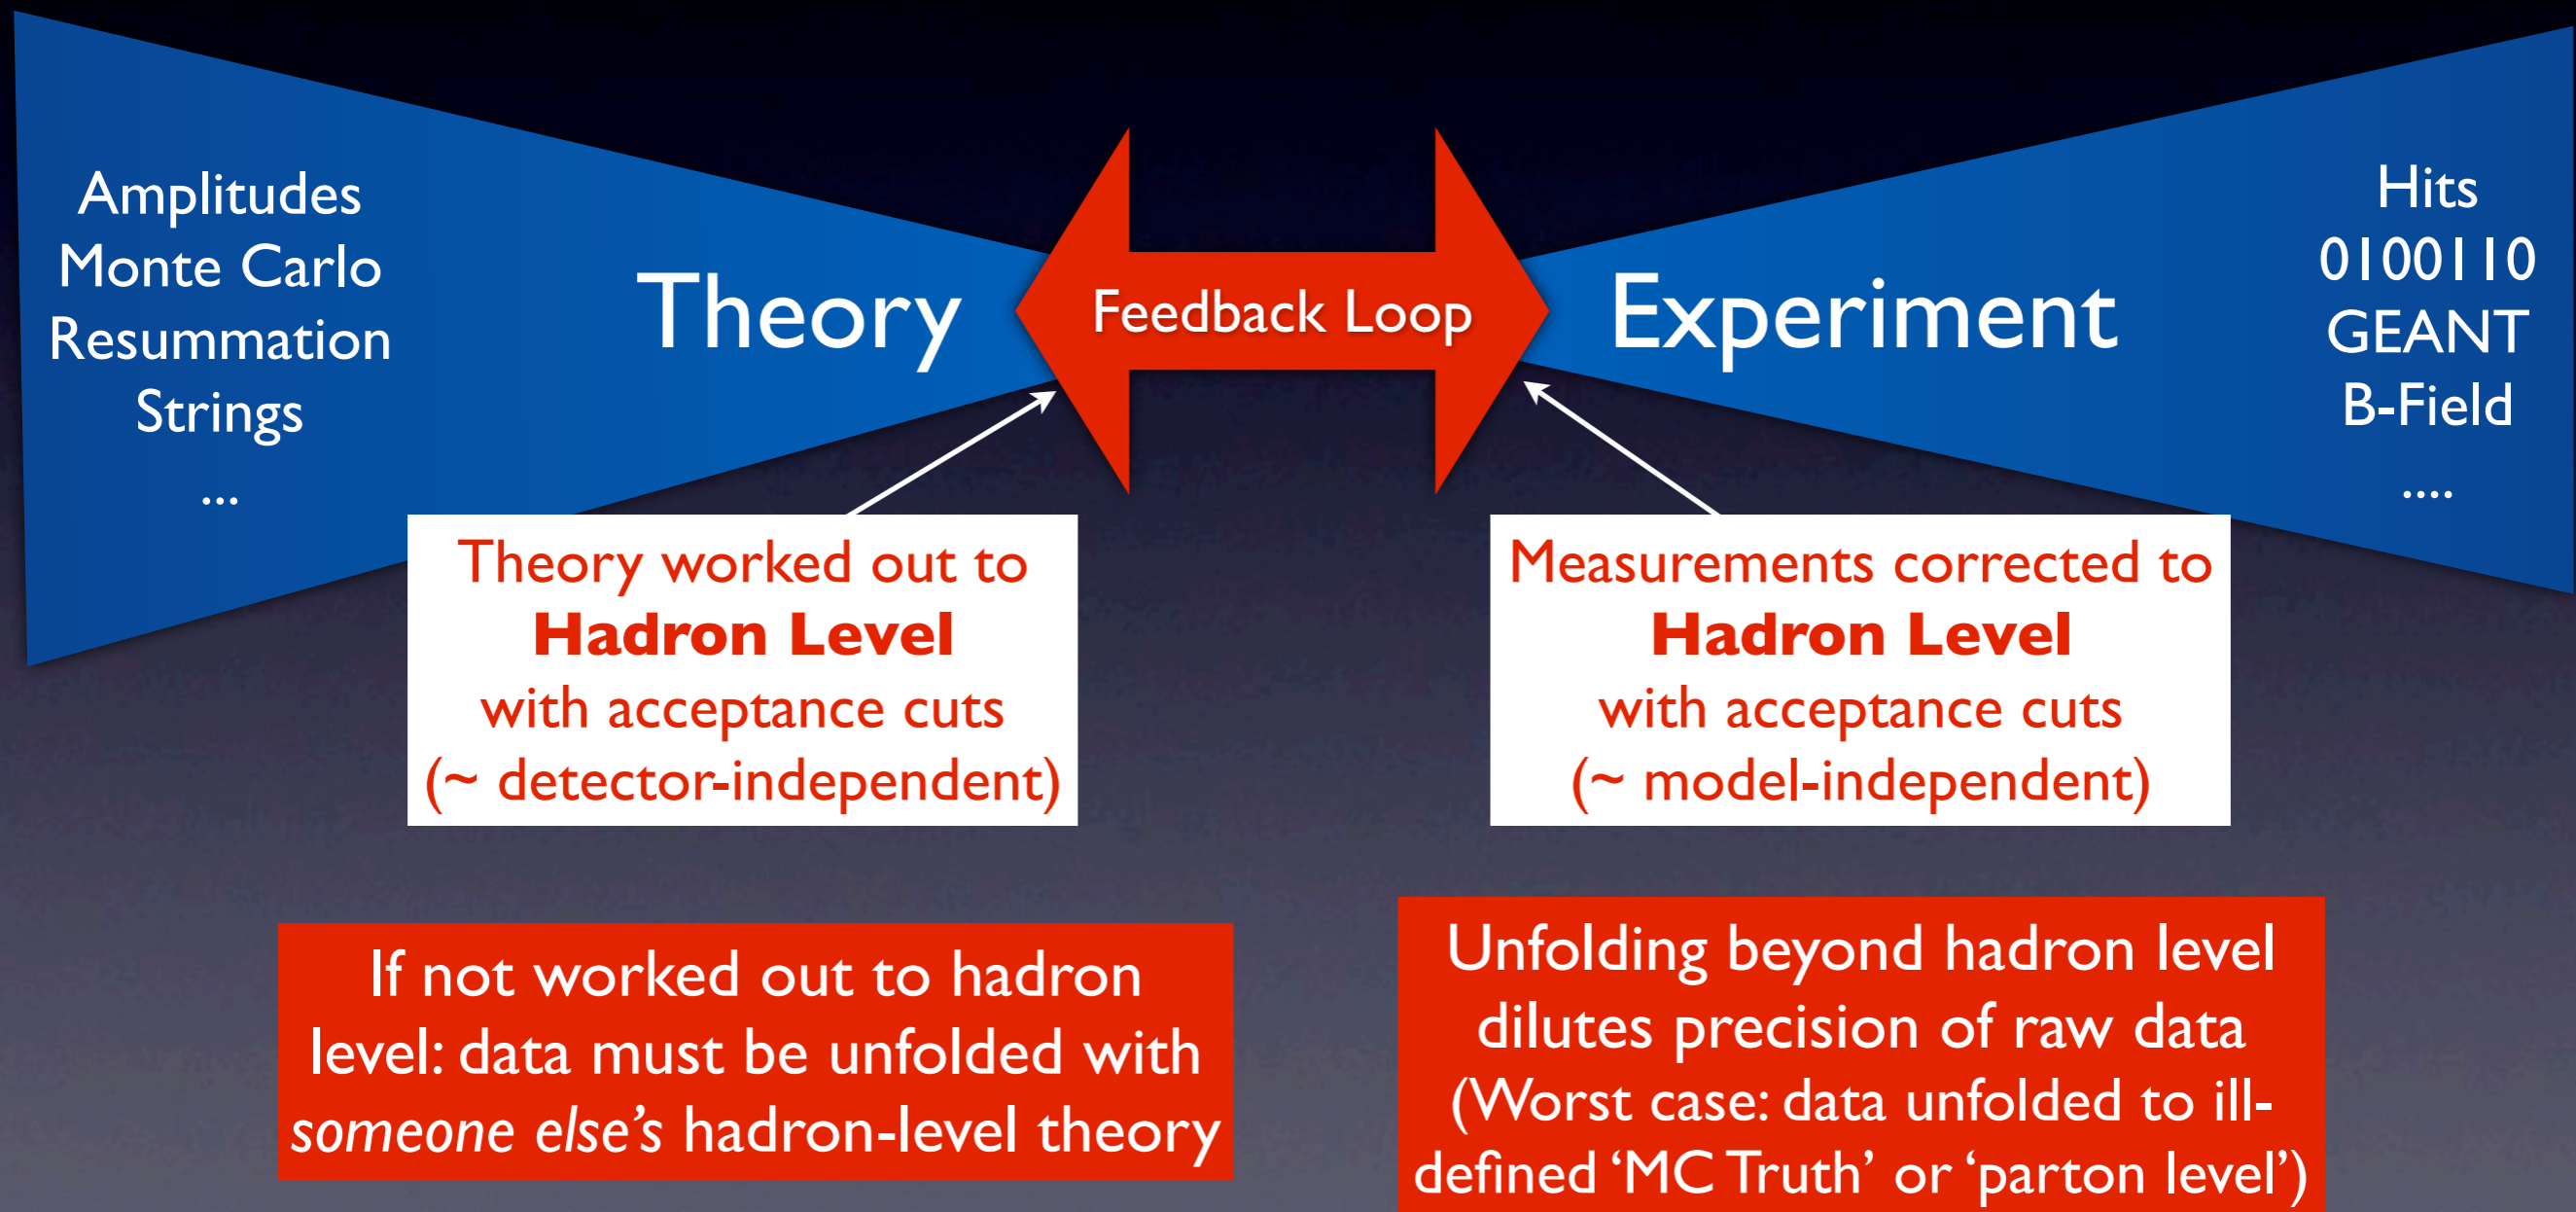 Amplitudes
Monte Carlo
Resummation
Strings
...
Theory
Feedback Loop
Experiment
Hits
0100110
GEANT
B-Field
....
Theory worked out to
Hadron Level
with acceptance cuts
(~ detector-independent)
Measurements corrected to
Hadron Level
with acceptance cuts
(~ model-independent)
If not worked out to hadron
level: data must be unfolded with
someone else’s hadron-level theory
Unfolding beyond hadron level
dilutes precision of raw data
(Worst case: data unfolded to ill-
defined ‘MC Truth’ or ‘parton level’)